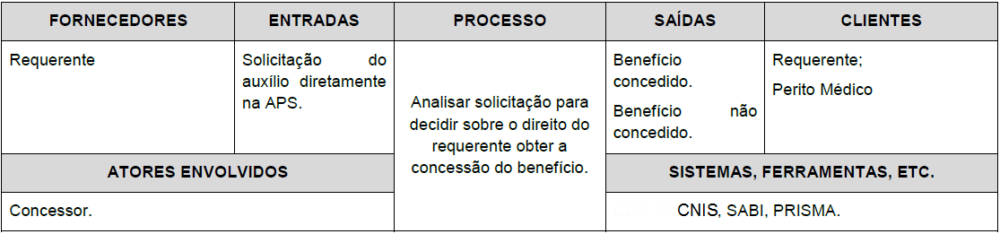 FORNECEDORES
ENTRADAS
PROCESSO
SAÍDAS
CLIENTES
Requerente
Solicitação do
auxílio diretamente
na APS.
Analisar solicitação para
decidir sobre o direito do
requerente obter a
concessão do benefício.
Benefício
concedido.
Benefício não
concedido.
Requerente;
Perito Médico
ATORES ENVOLVIDOS
SISTEMAS, FERRAMENTAS, ETC.
Concessor.
CNIS, SABI, PRISMA.